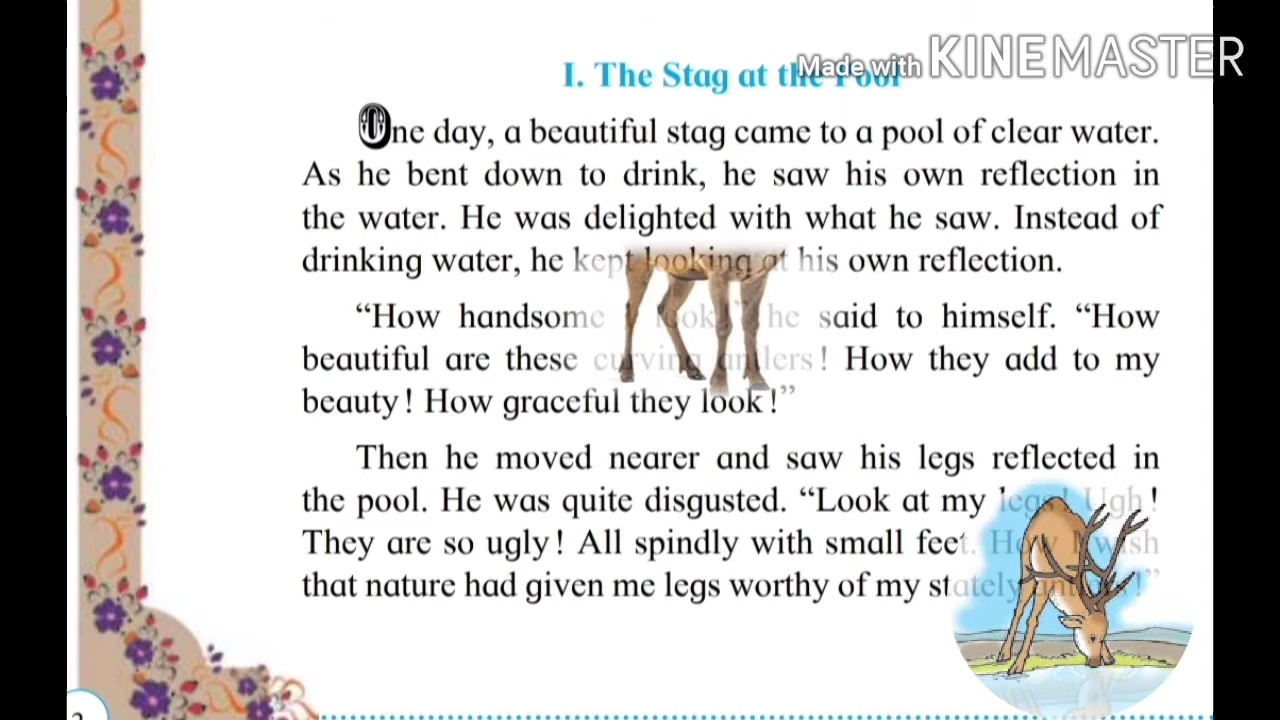 Made with KINEMASTER
I. The Stag at the Pool
One day, a beautiful stag came to a pool of clear water.
As he bent down to drink, he saw his own reflection in
the water. He was delighted with what he saw. Instead of
drinking water, he kept looking at his own reflection.
“How handsome I look!” he said to himself. “How
beautiful are these curving antlers! How they add to my
beauty! How graceful they look!”
Then he moved nearer and saw his legs reflected in
the pool. He was quite disgusted. “Look at my legs! Ugh!
They are so ugly! All spindly with small feet. How I wish
that nature had given me legs worthy of my stately antlers!”
2